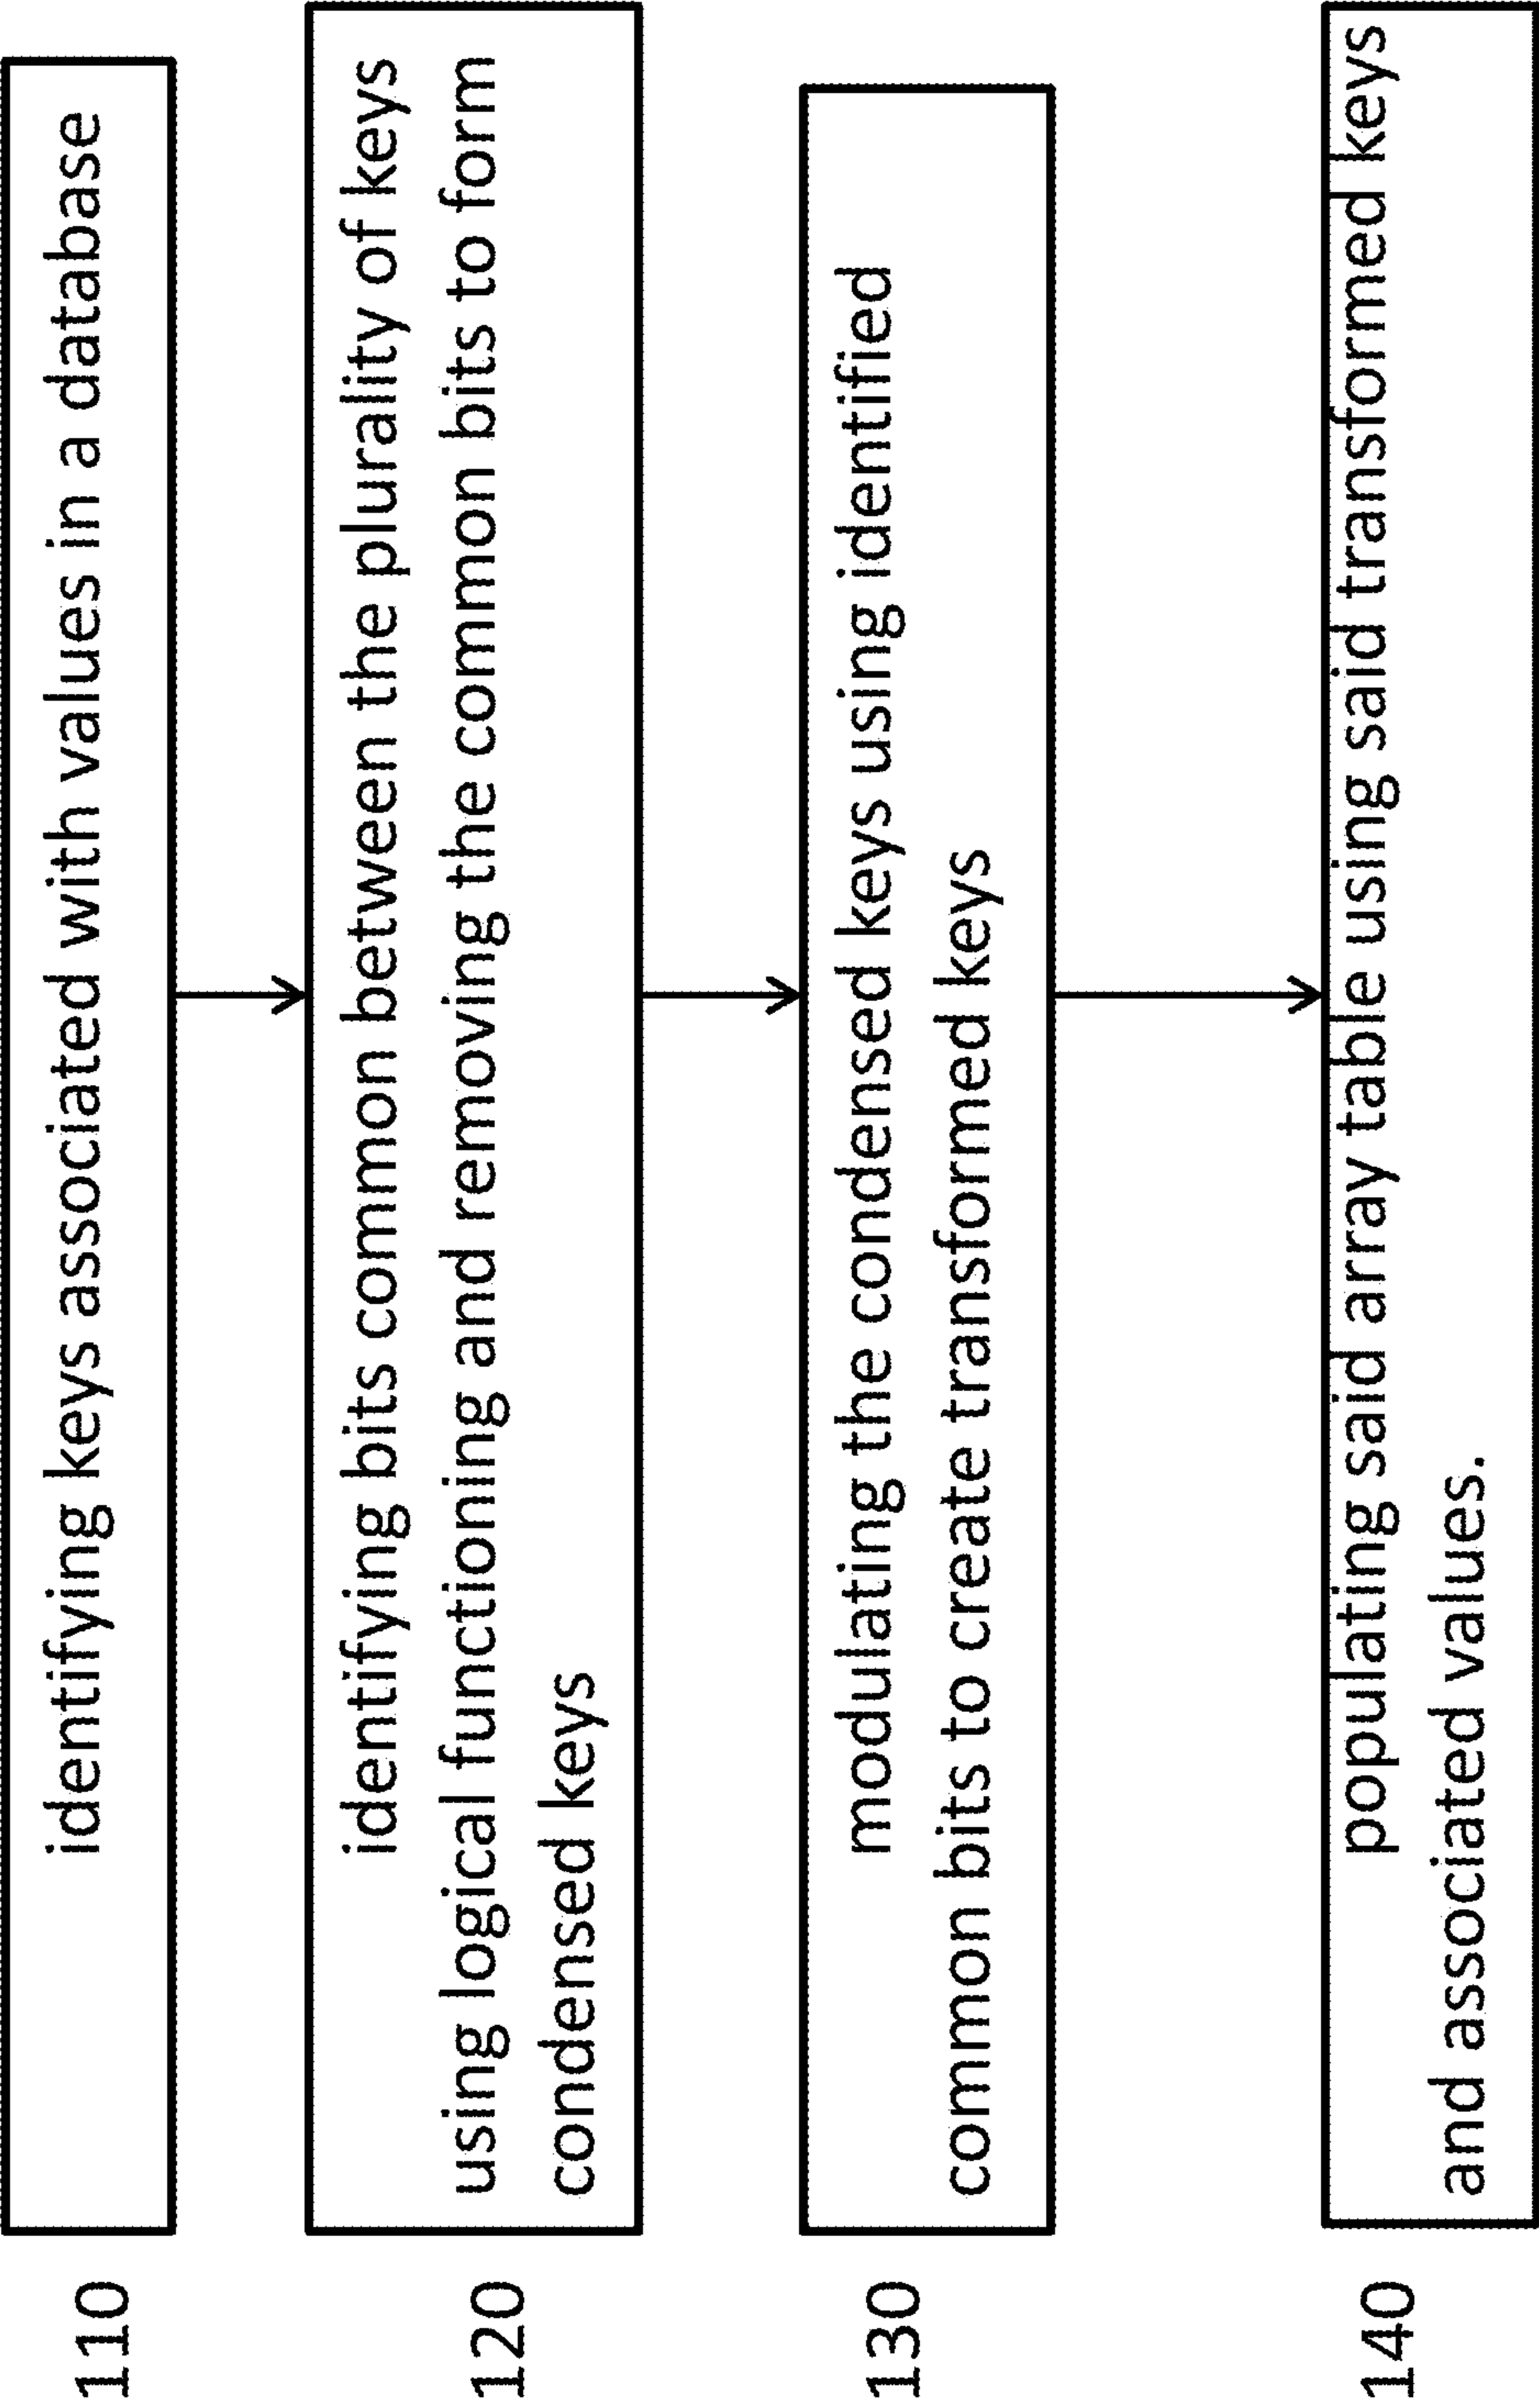 110
identifying keys associated with values in a database
120
identifying bits common between the plurality of keys
using logical functioning and removing the common bits to form
condensed keys
130
modulating the condensed keys using identified
common bits to create transformed keys
140
populating said array table using said transformed keys
and associated values.